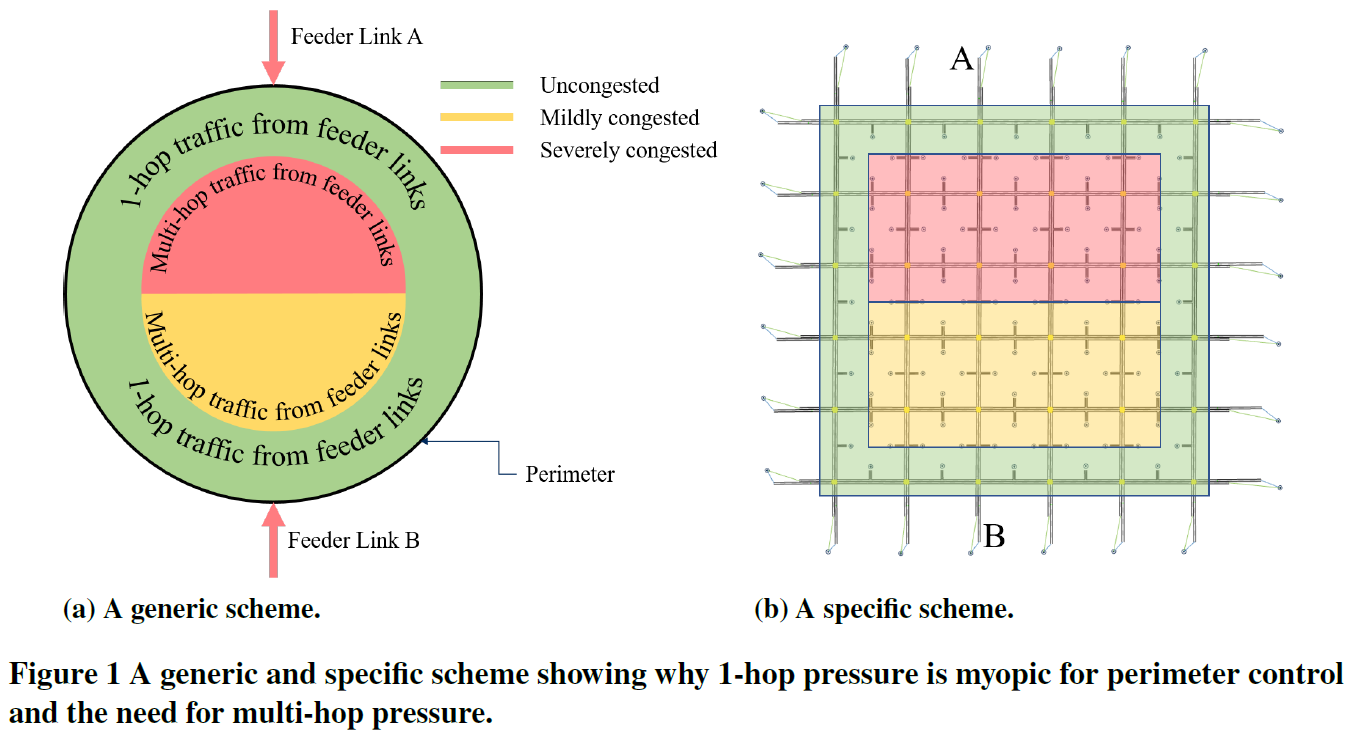 Feeder Link A
Uncongested
Mildly congested
Severely congested
1-hop traffic from feeder links
Multi-hop traffic from feeder links
Multi-hop traffic from feeder links
1-hop traffic from feeder links
Perimeter
Feeder Link B
A
B
(a) A generic scheme.
(b) A specific scheme.
Figure 1 A generic and specific scheme showing why 1-hop pressure is myopic for perimeter control
and the need for multi-hop pressure.